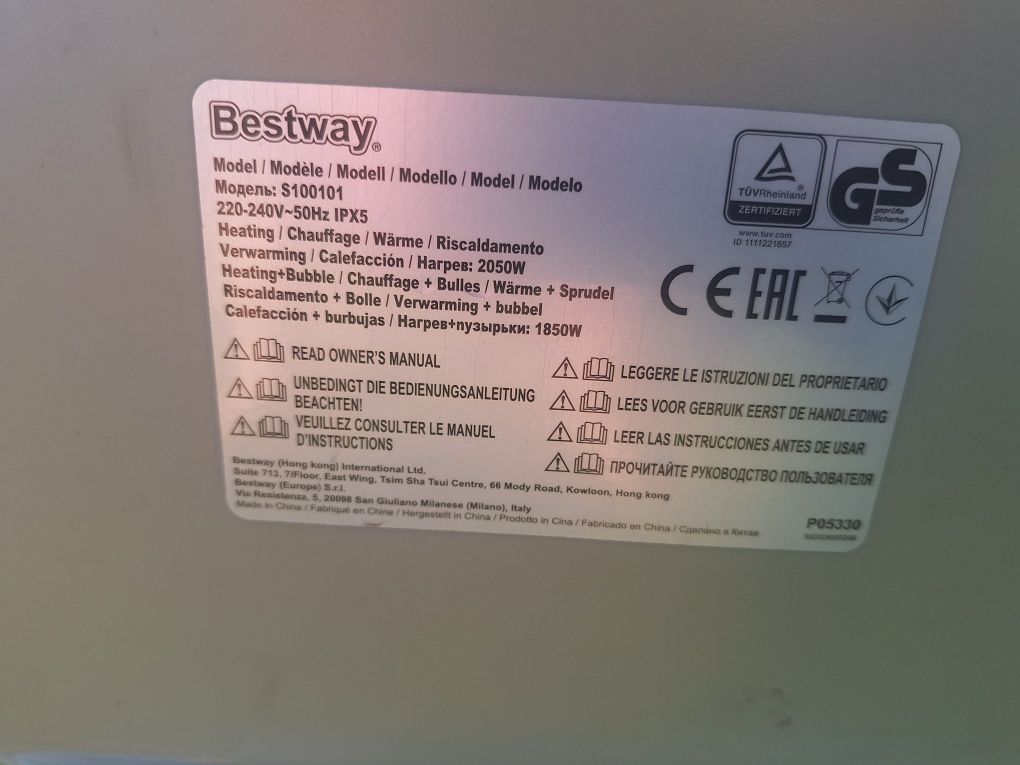 Bestway®
Model / Modèle / Modell / Modello / Model / Modelo
Модель: S100101
220-240V~50Hz IPX5
Heating / Chauffage / Wärme / Riscaldamento
Verwarming / Calefacción / Нагрев: 2050W
Heating+Bubble / Chauffage + Bulles / Wärme + Sprudel
Riscaldamento + Bolle / Verwarming + bubbel
Calefacción + burbujas / Нагрев+пузырьки: 1850W
TÜVRheinland®
ZERTIFIZIERT
www.tuv.com
ID 1111221657
GS
geprüfte
Sicherheit
CE EAC
READ OWNER'S MANUAL
UNBEDINGT DIE BEDIENUNGSANLEITUNG
BEACHTEN!
VEUILLEZ CONSULTER LE MANUEL
D'INSTRUCTIONS
LEGGERE LE ISTRUZIONI DEL PROPRIETARIO
LEES VOOR GEBRUIK EERST DE HANDLEIDING
LEER LAS INSTRUCCIONES ANTES DE USAR
ПРОЧИТАЙТЕ РУКОВОДСТВО ПОЛЬЗОВАТЕЛЯ
Bestway (Hong kong) International Ltd.
Suite 713, 7/Floor, East Wing, Tsim Sha Tsui Centre, 66 Mody Road, Kowloon, Hong kong
Bestway (Europe) S.r.l.
Via Resistenza, 5, 20098 San Giuliano Milanese (Milano), Italy
Made in China / Fabriqué en Chine / Hergestellt in China / Prodotto in Cina / Fabricado en China / Сделано в Китае
P05330